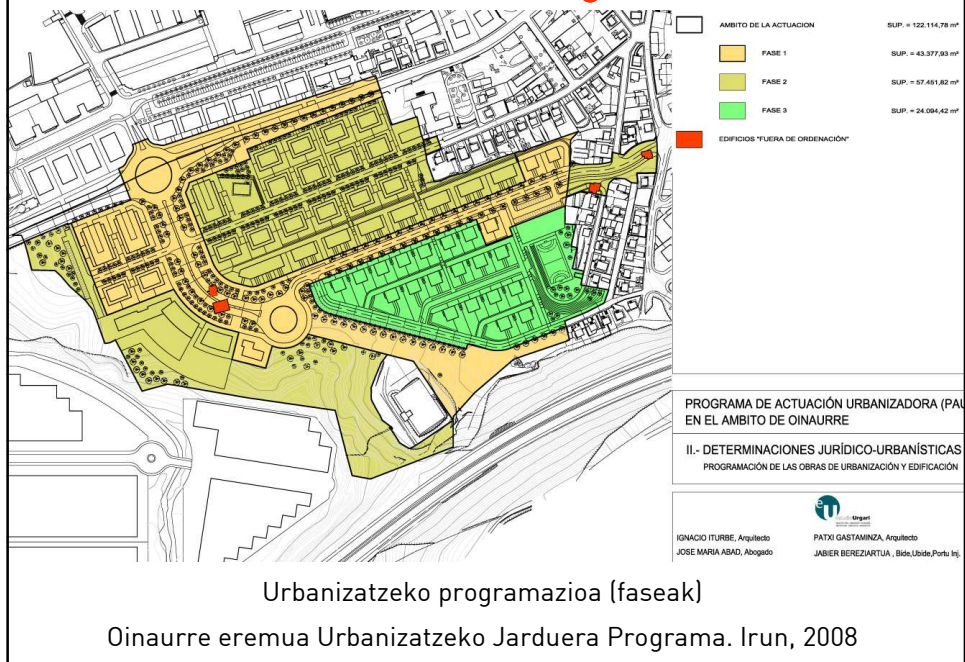 AMBITO DE LA ACTUACION SUP. = 122.114,78 m²
FASE 1 SUP. = 43.377,93 m²
FASE 2 SUP. = 57.451,82 m²
FASE 3 SUP. = 24.094,42 m²
EDIFICIOS "FUERA DE ORDENACIÓN"
PROGRAMA DE ACTUACIÓN URBANIZADORA (PAU
EN EL AMBITO DE OINAURRE
II.- DETERMINACIONES JURÍDICO-URBANÍSTICAS
PROGRAMACIÓN DE LAS OBRAS DE URBANIZACIÓN Y EDIFICACIÓN
eu
Urgari
IGNACIO ITURBE, Arquitecto PATXI GASTAMINZA, Arquitecto
JOSE MARIA ABAD, Abogado JABIER BEREZIARTUA , Bide,Ubide,Portu Inj.
Urbanizatzeko programazioa (faseak)
Oinaurre eremua Urbanizatzeko Jarduera Programa. Irun, 2008